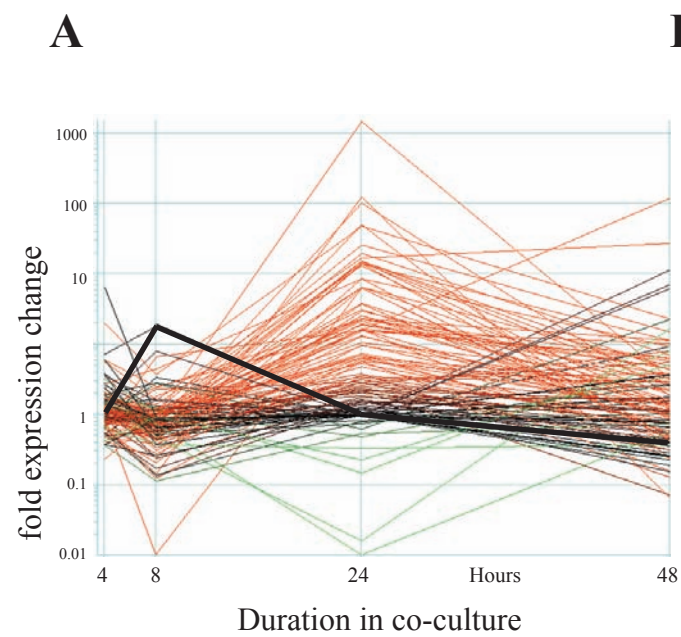 A
fold expression change
1000
100
10
1
0.1
0.01
4 8 24 Hours 48
Duration in co-culture